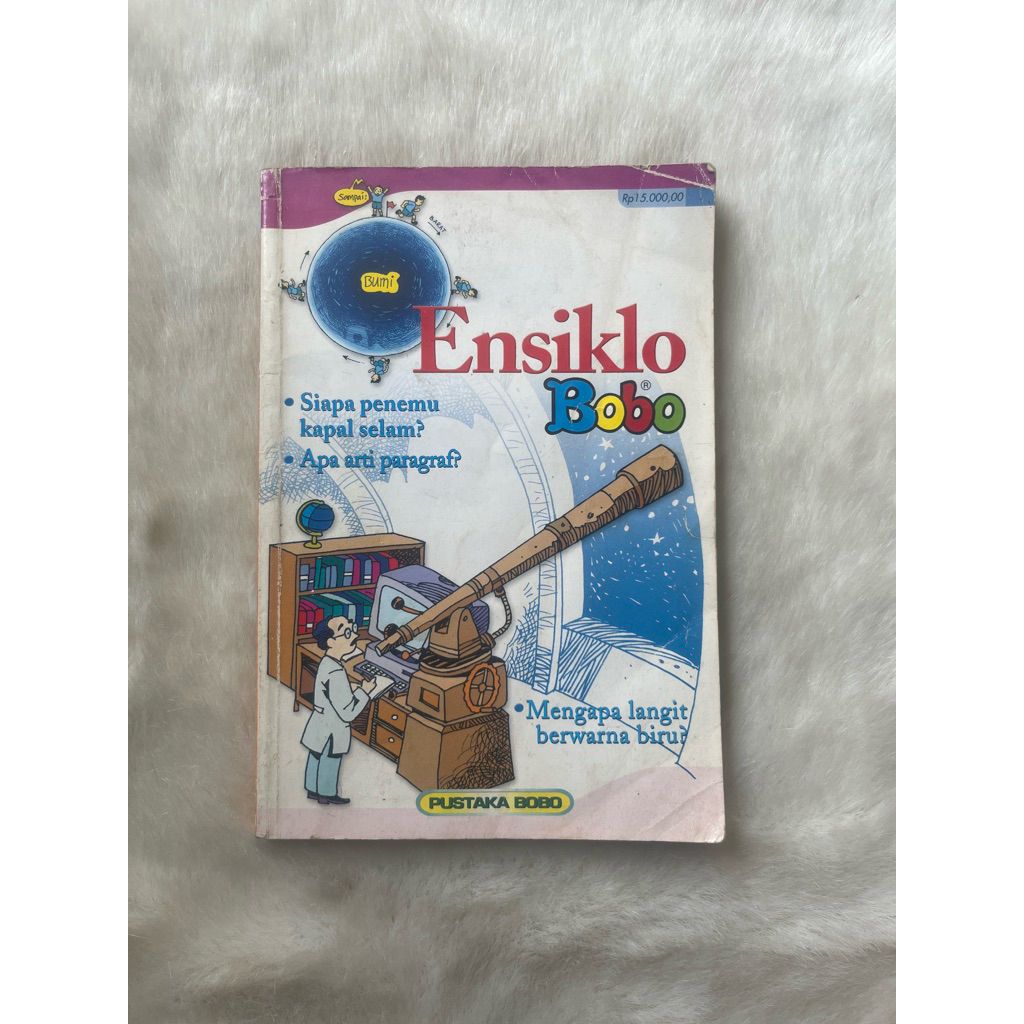 Sampai!
Rp15.000,00
BARAT
Bumi
Ensiklo
Bobo®
• Siapa penemu
kapal selam?
• Apa arti paragraf?
• Mengapa langit
berwarna biru?
PUSTAKA BOBO